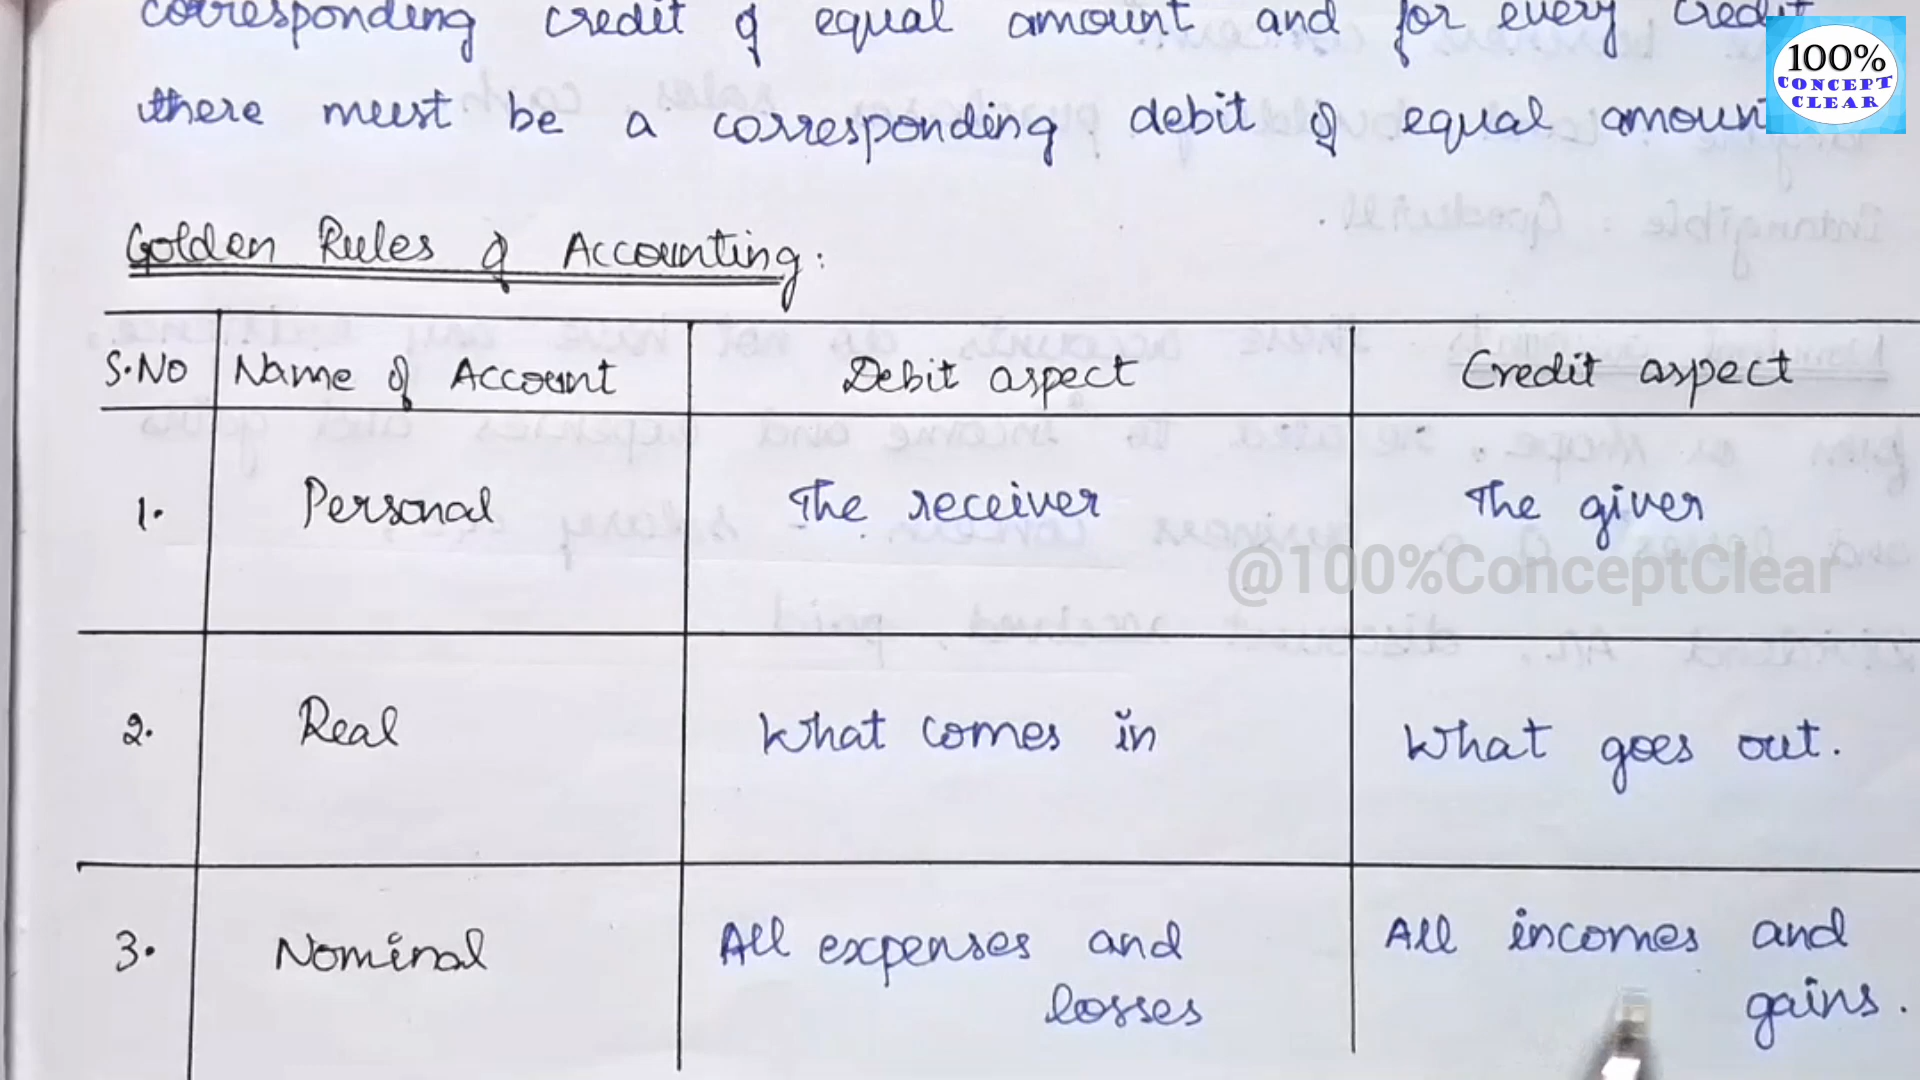 corresponding credit of equal amount and for every credit
there must be a corresponding debit of equal amount
100%
CONCEPT
CLEAR
Golden Rules of Accounting:
S.No Name of Account Debit aspect Credit aspect
1. Personal The receiver The giver
@100%ConceptClear
2. Real What comes in What goes out.
3. Nominal All expenses and losses All incomes and gains.